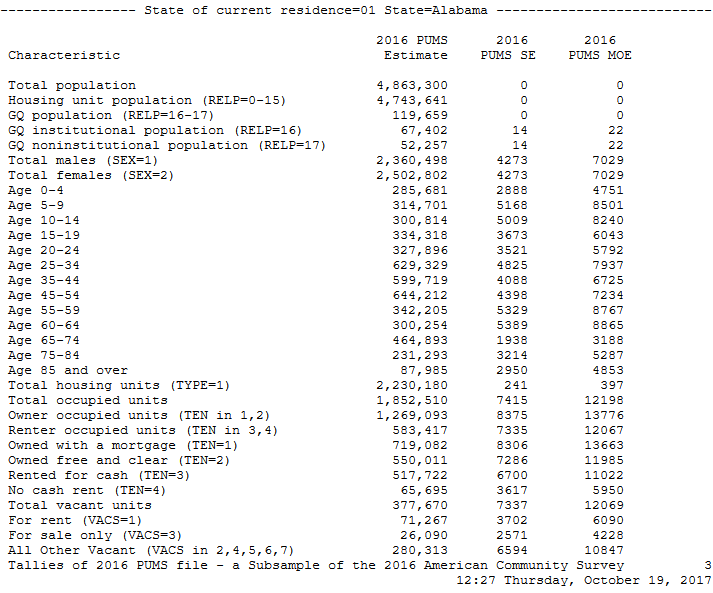 ----------------- State of current residence=01 State=Alabama ---------------------------
2016 PUMS 2016 2016
Characteristic Estimate PUMS SE PUMS MOE
Total population 4,863,300 0 0
Housing unit population (RELP=0-15) 4,743,641 0 0
GQ population (RELP=16-17) 119,659 0 0
GQ institutional population (RELP=16) 67,402 14 22
GQ noninstitutional population (RELP=17) 52,257 14 22
Total males (SEX=1) 2,360,498 4273 7029
Total females (SEX=2) 2,502,802 4273 7029
Age 0-4 285,681 2888 4751
Age 5-9 314,701 5168 8501
Age 10-14 300,814 5009 8240
Age 15-19 334,318 3673 6043
Age 20-24 327,896 3521 5792
Age 25-34 629,329 4825 7937
Age 35-44 599,719 4088 6725
Age 45-54 644,212 4398 7234
Age 55-59 342,205 5329 8767
Age 60-64 300,254 5389 8865
Age 65-74 464,893 1938 3188
Age 75-84 231,293 3214 5287
Age 85 and over 87,985 2950 4853
Total housing units (TYPE=1) 2,230,180 241 397
Total occupied units 1,852,510 7415 12198
Owner occupied units (TEN in 1,2) 1,269,093 8375 13776
Renter occupied units (TEN in 3,4) 583,417 7335 12067
Owned with a mortgage (TEN=1) 719,082 8306 13663
Owned free and clear (TEN=2) 550,011 7286 11985
Rented for cash (TEN=3) 517,722 6700 11022
No cash rent (TEN=4) 65,695 3617 5950
Total vacant units 377,670 7337 12069
For rent (VACS=1) 71,267 3702 6090
For sale only (VACS=3) 26,090 2571 4228
All Other Vacant (VACS in 2,4,5,6,7) 280,313 6594 10847
Tallies of 2016 PUMS file - a Subsample of the 2016 American Community Survey 3
12:27 Thursday, October 19, 2017